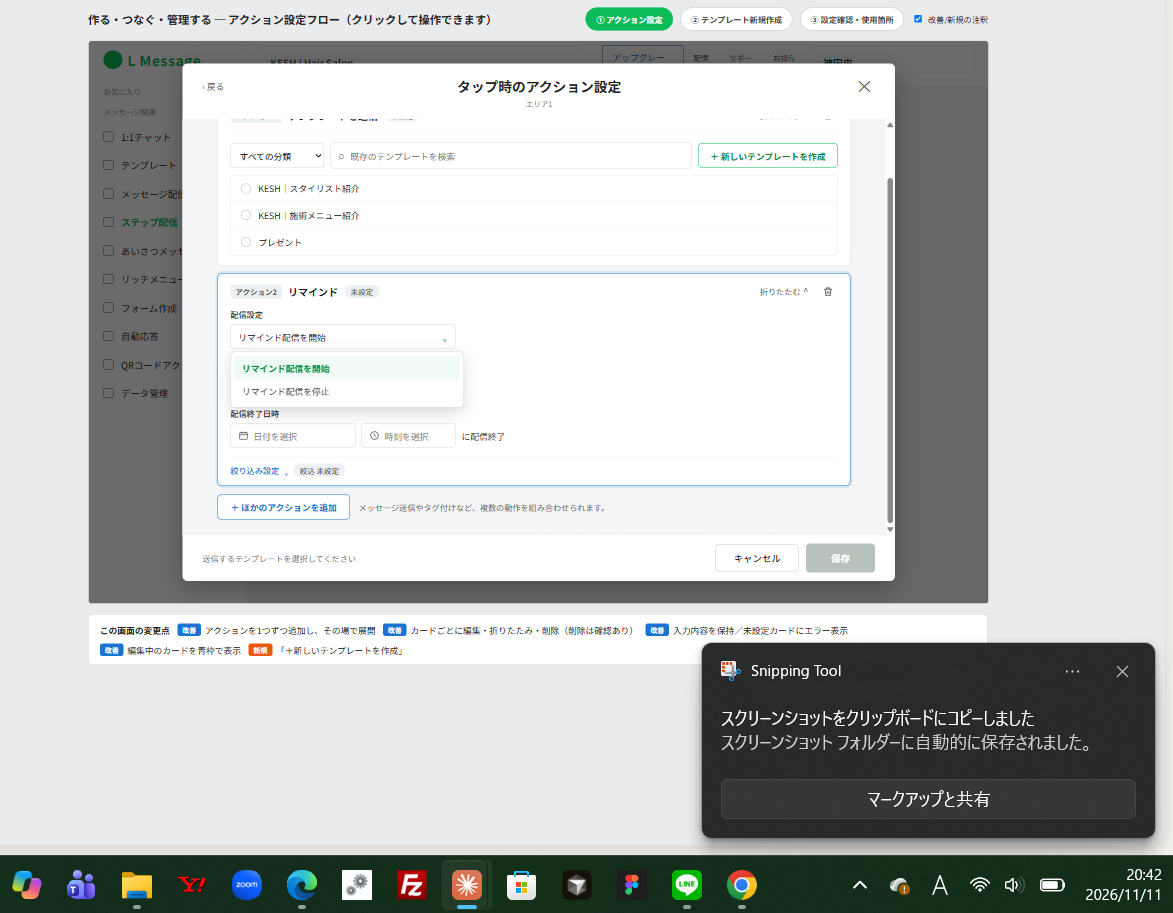 作る・つなぐ・管理する ― アクション設定フロー（クリックして操作できます）
① アクション設定
② テンプレート新規作成
③ 設定確認・使用箇所
改善/新規の注釈
L Message
KESH | Hair Salon
アップグレー
配信
サポー
お知ら
お気に入り
メッセージ関連
1:1チャット
テンプレート
メッセージ配信
ステップ配信
あいさつメッセ
リッチメニュー
フォーム作成
自動応答
QRコードアク
データ管理
‹ 戻る
タップ時のアクション設定
エリア1
すべての分類
既存のテンプレートを検索
＋ 新しいテンプレートを作成
KESH｜スタイリスト紹介
KESH｜施術メニュー紹介
プレゼント
アクション2 リマインド 未設定
折りたたむ ^
配信設定
リマインド配信を開始
リマインド配信を開始
リマインド配信を停止
配信終了日時
日付を選択
時刻を選択
に配信終了
絞り込み設定
絞込 未設定
＋ ほかのアクションを追加
メッセージ送信やタグ付けなど、複数の動作を組み合わせられます。
送信するテンプレートを選択してください
キャンセル
保存
この画面の変更点 改善 アクションを1つずつ追加し、その場で展開 改善 カードごとに編集・折りたたみ・削除（削除は確認あり） 改善 入力内容を保持／未設定カードにエラー表示
改善 編集中のカードを青枠で表示 新規 「＋新しいテンプレートを作成」
Snipping Tool
スクリーンショットをクリップボードにコピーしました
スクリーンショット フォルダーに自動的に保存されました。
マークアップと共有
zoom
LINE
A
20:42
2026/11/11